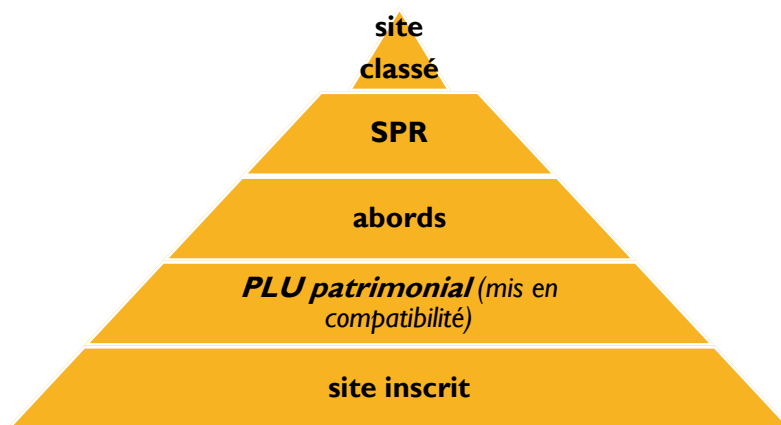 site
classé
SPR
abords
PLU patrimonial (mis en
compatibilité)
site inscrit